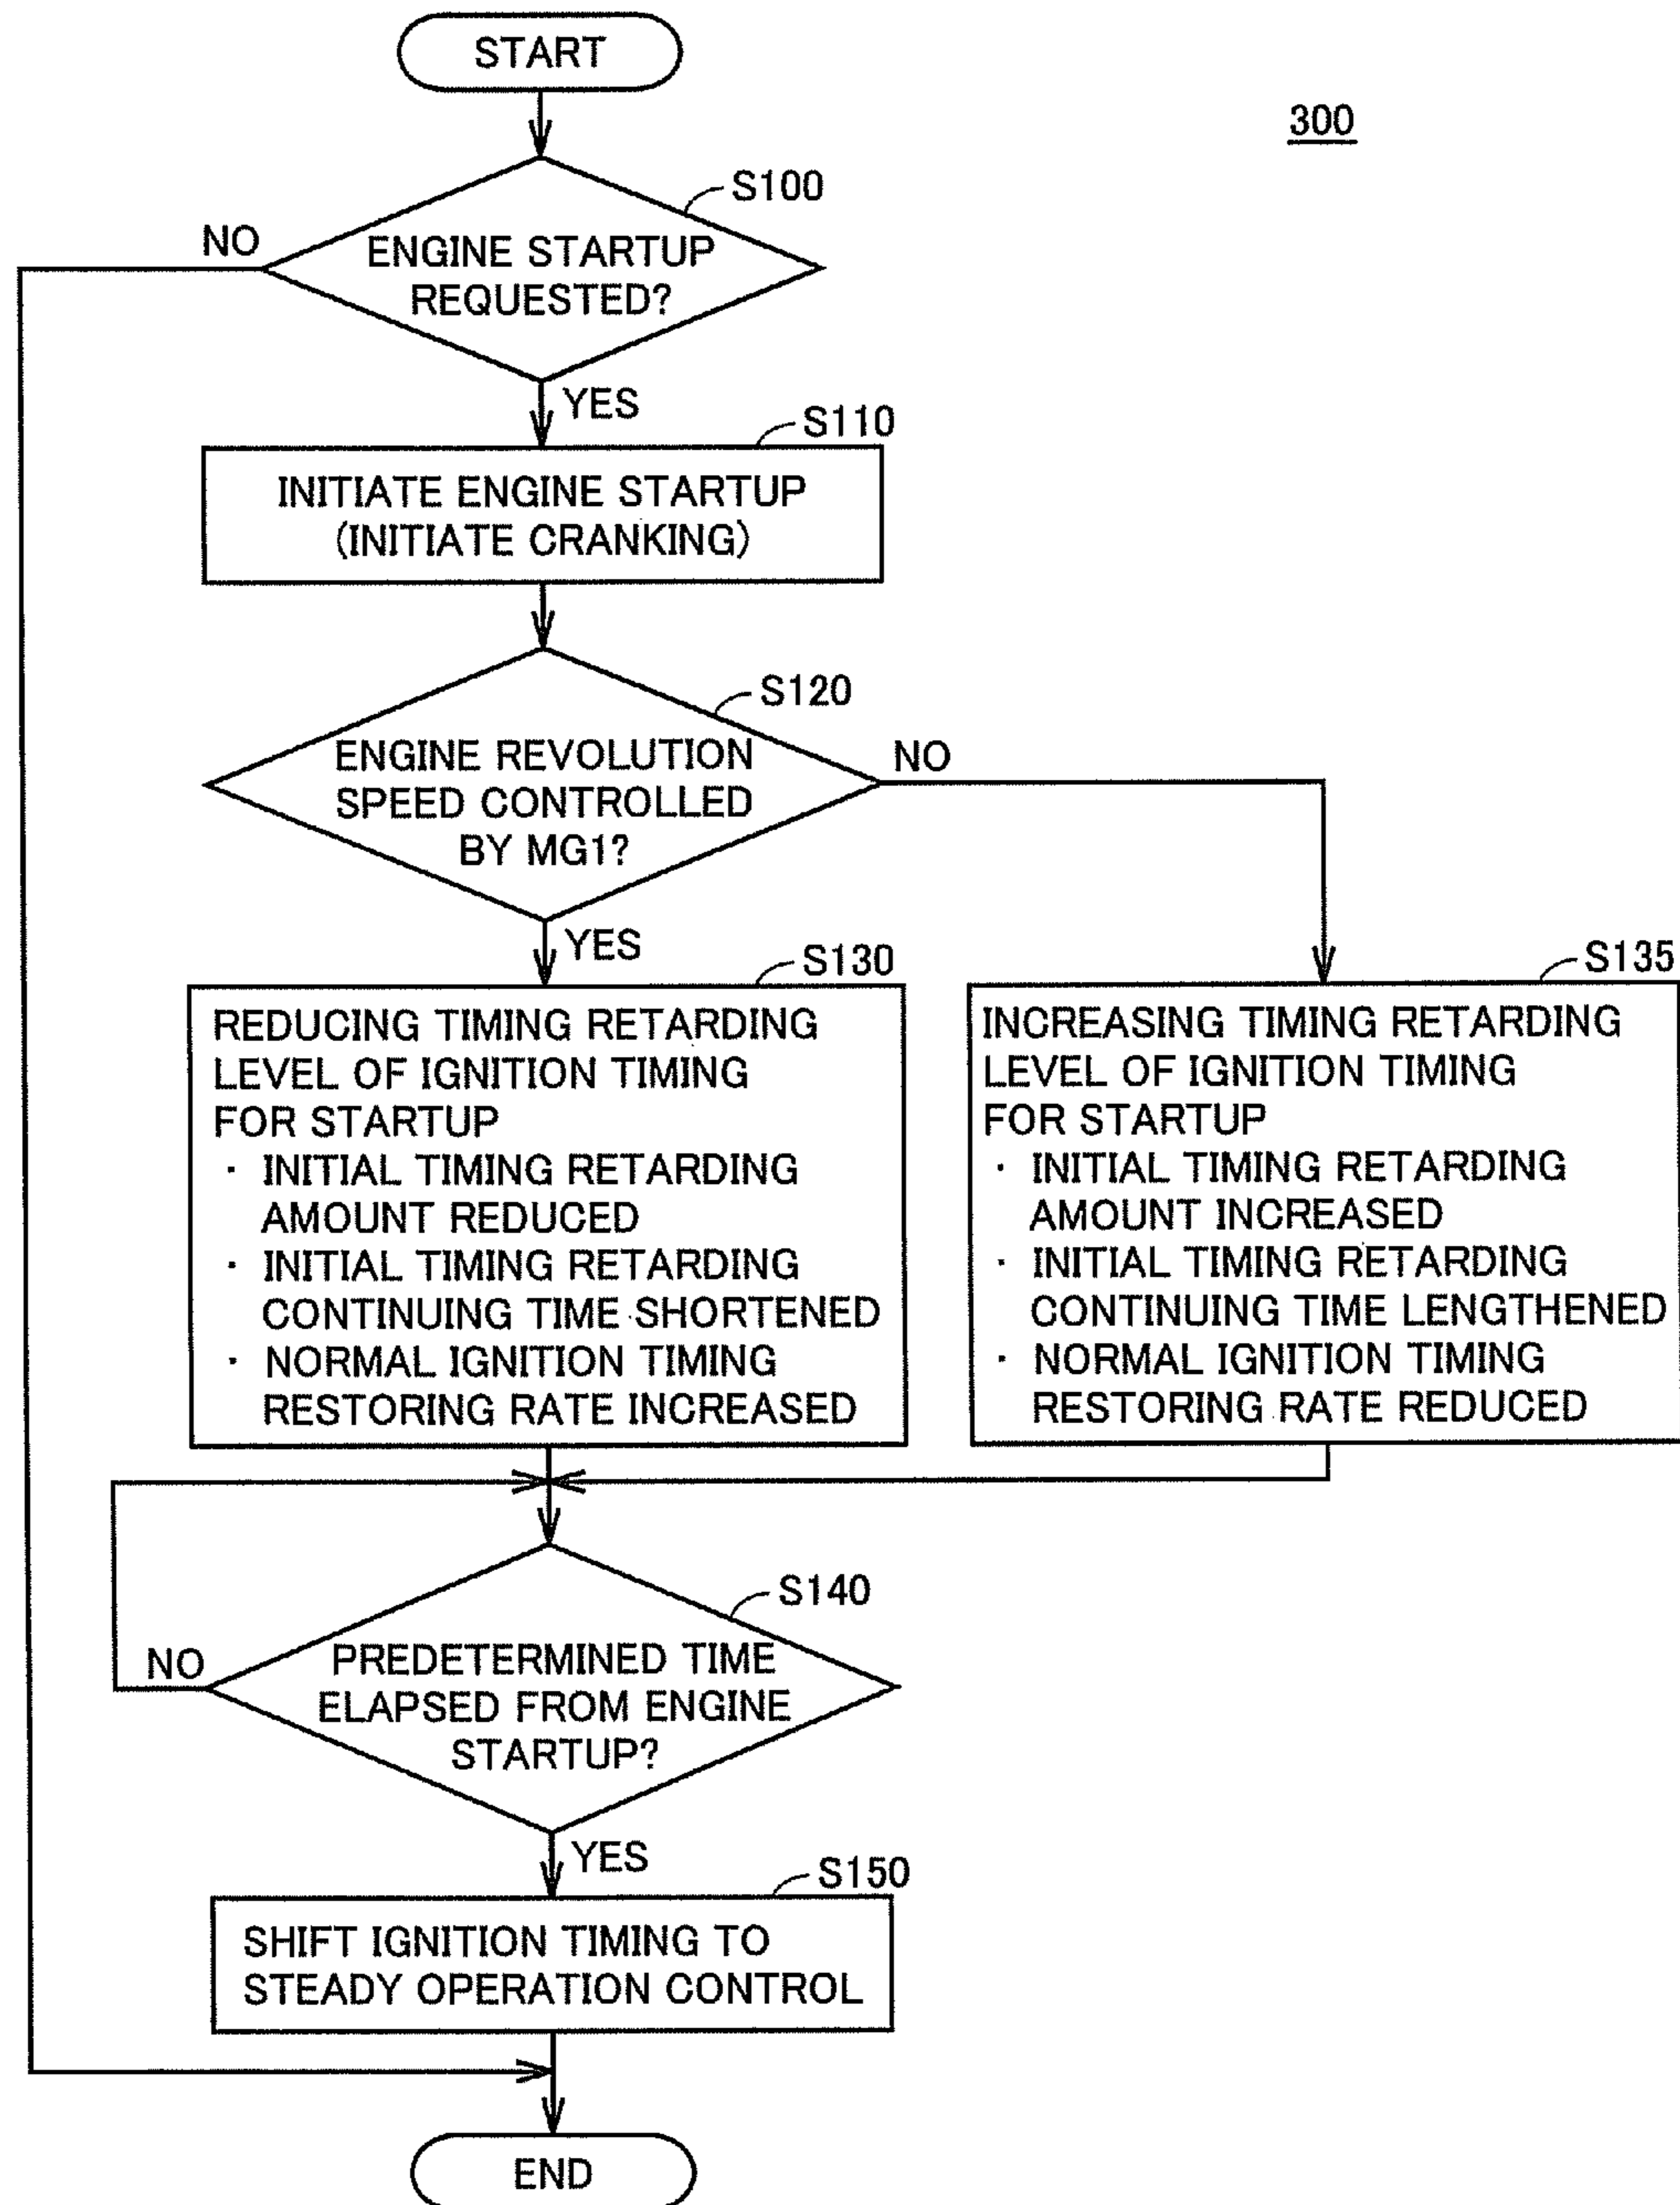 START
300
S100
NO
ENGINE STARTUP
REQUESTED?
YES
S110
INITIATE ENGINE STARTUP
(INITIATE CRANKING)
S120
ENGINE REVOLUTION
SPEED CONTROLLED
BY MG1?
NO
YES
S130
REDUCING TIMING RETARDING
LEVEL OF IGNITION TIMING
FOR STARTUP
· INITIAL TIMING RETARDING
AMOUNT REDUCED
· INITIAL TIMING RETARDING
CONTINUING TIME SHORTENED
· NORMAL IGNITION TIMING
RESTORING RATE INCREASED
S135
INCREASING TIMING RETARDING
LEVEL OF IGNITION TIMING
FOR STARTUP
· INITIAL TIMING RETARDING
AMOUNT INCREASED
· INITIAL TIMING RETARDING
CONTINUING TIME LENGTHENED
· NORMAL IGNITION TIMING
RESTORING RATE REDUCED
S140
NO
PREDETERMINED TIME
ELAPSED FROM ENGINE
STARTUP?
YES
S150
SHIFT IGNITION TIMING TO
STEADY OPERATION CONTROL
END